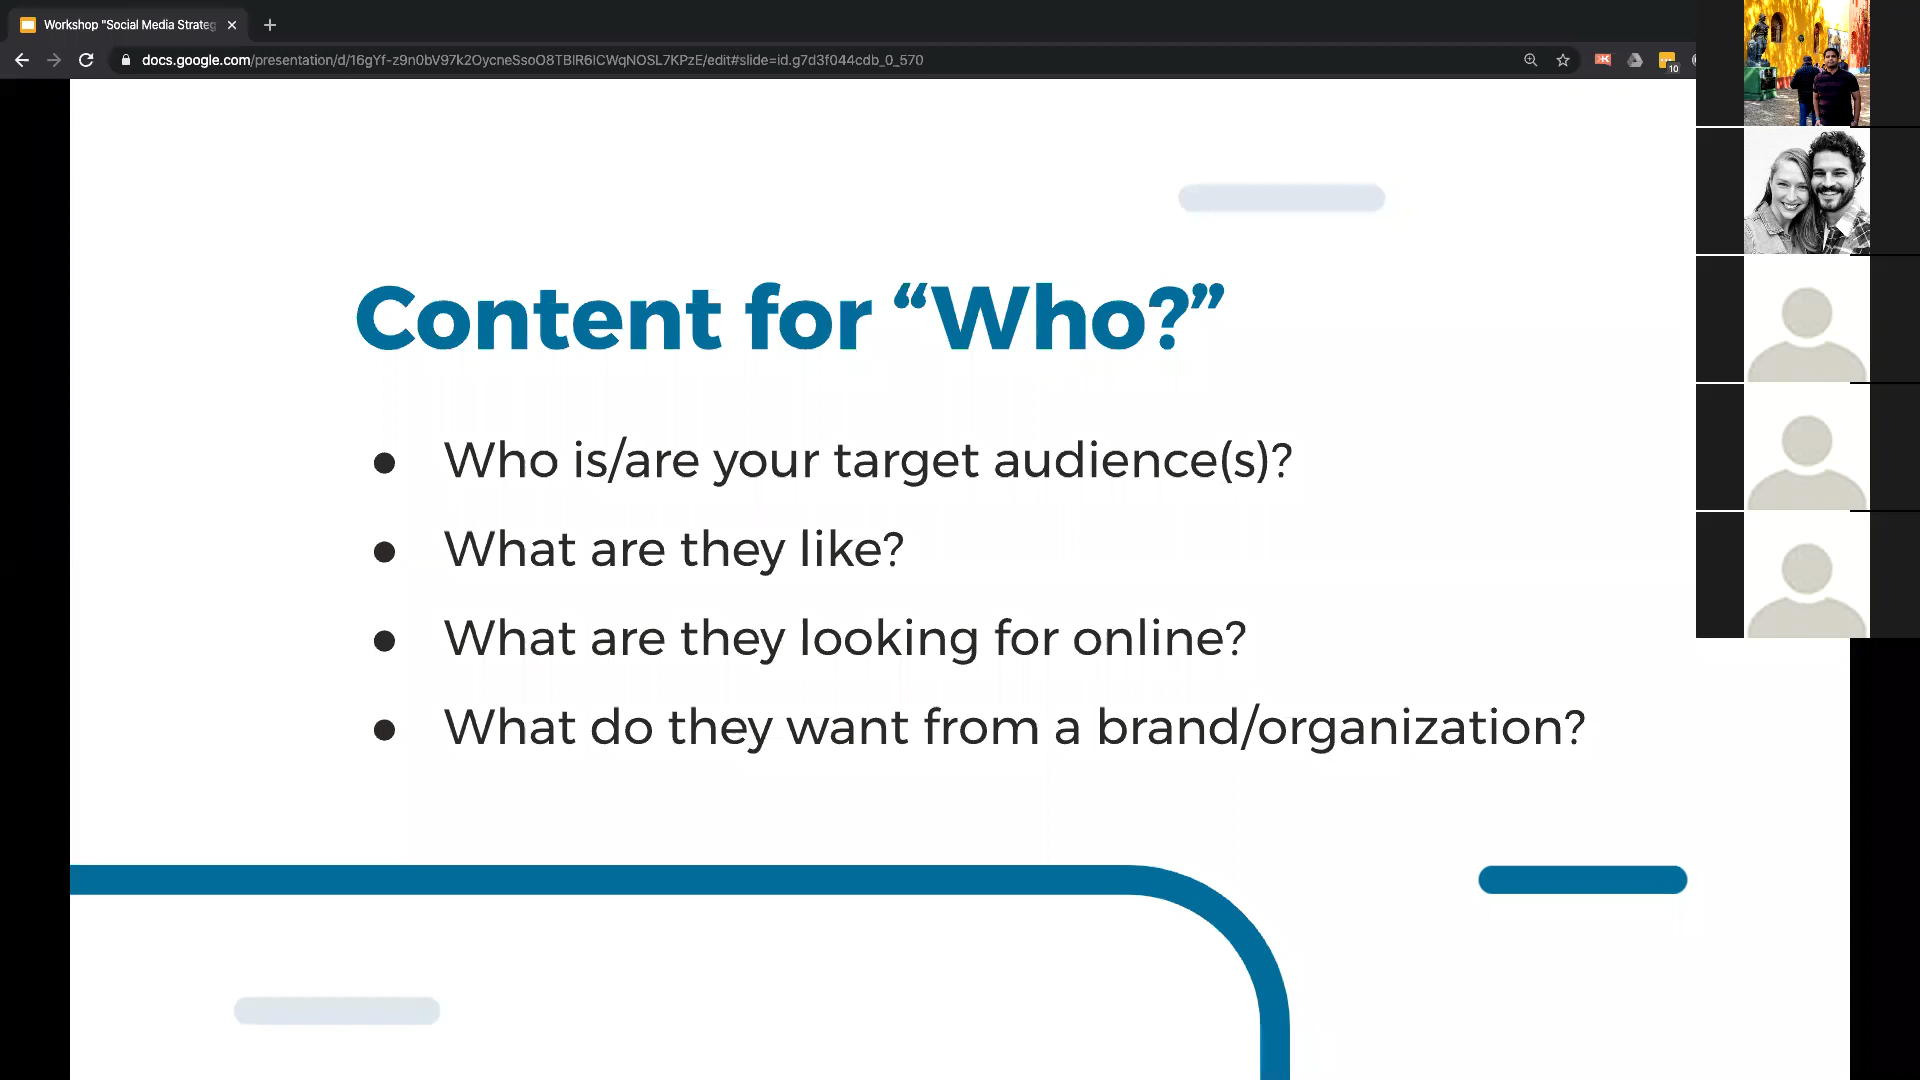 Workshop "Social Media Strateg
docs.google.com/presentation/d/16gYf-z9n0bV97k2OycneSsoO8TBlR6lCWqNOSL7KPzE/edit#slide=id.g7d3f044cdb_0_570
10
Content for “Who?”
● Who is/are your target audience(s)?
● What are they like?
● What are they looking for online?
● What do they want from a brand/organization?